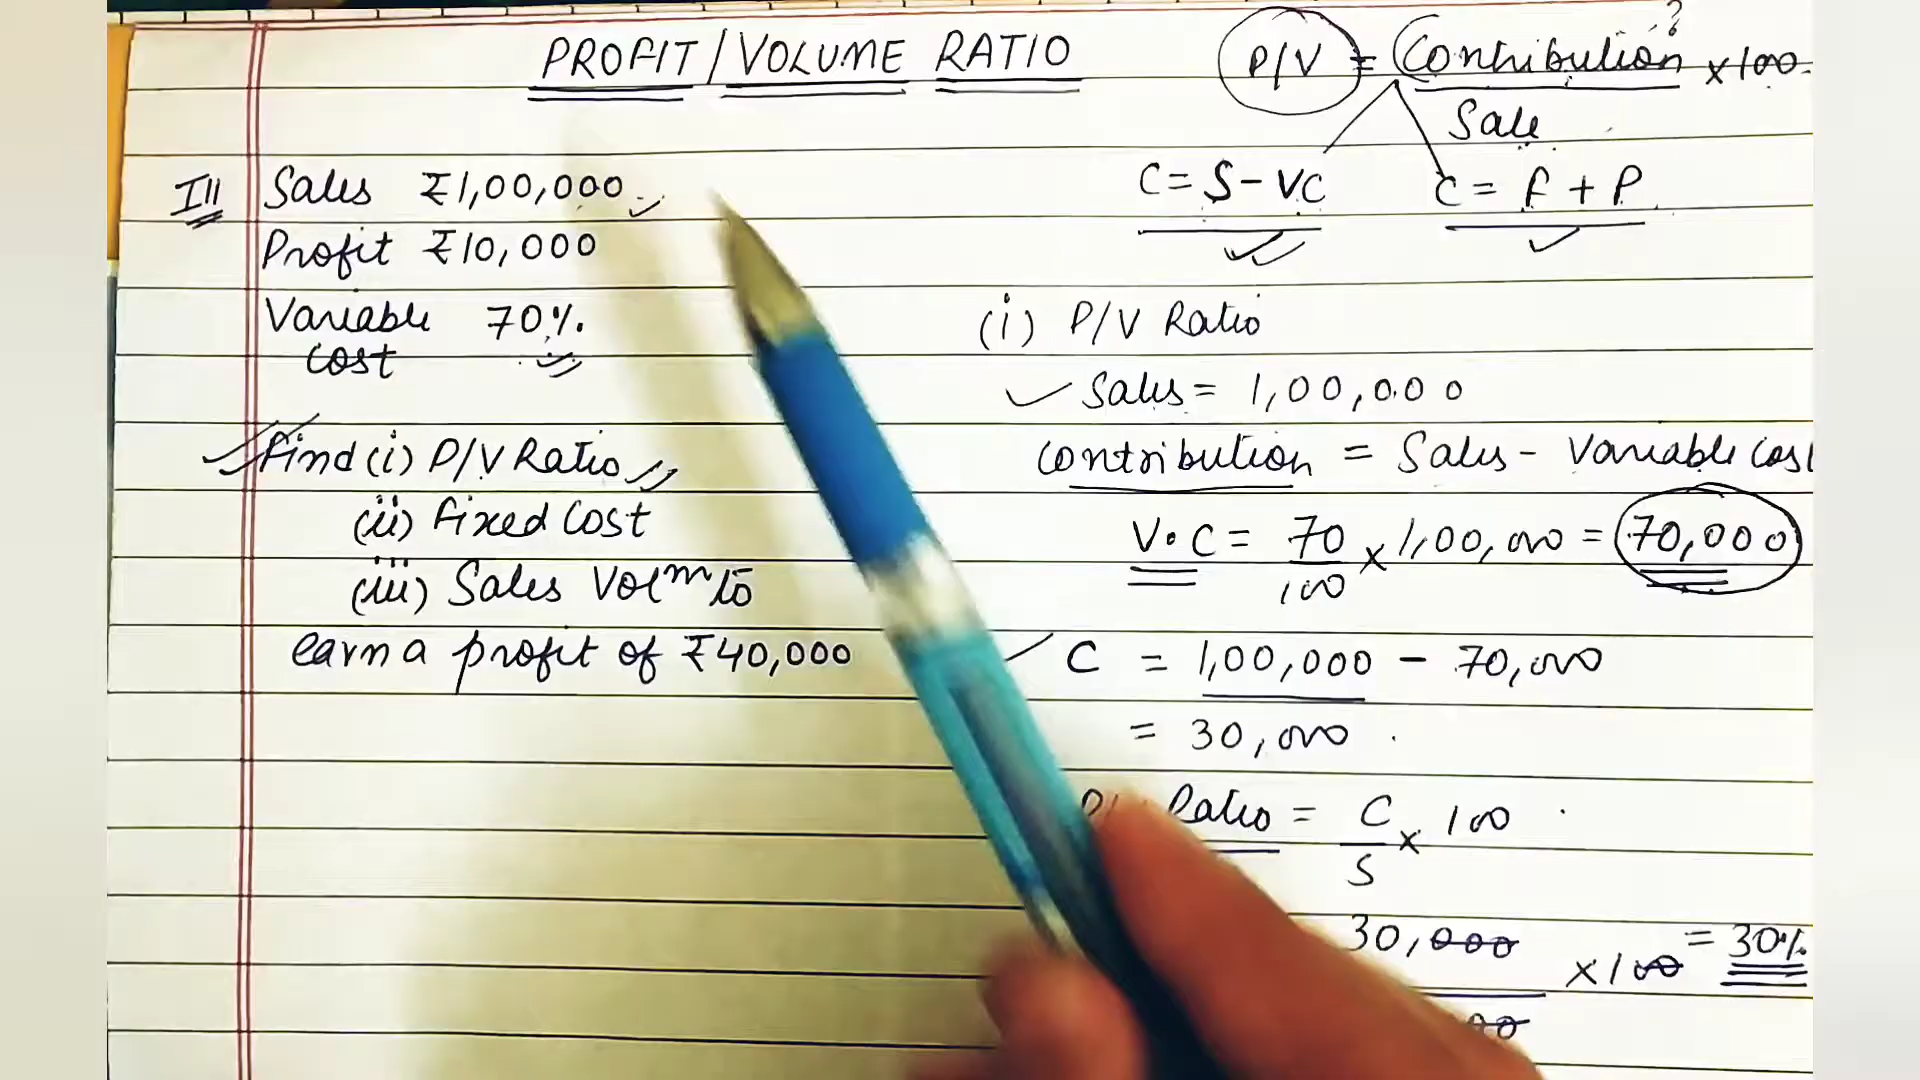 PROFIT/VOLUME RATIO
P/V = Contribution? x100
Sale
C = S - VC
C = F + P
III Sales ₹1,00,000
Profit ₹10,000
Variable 70%
cost
Find (i) P/V Ratio
(ii) Fixed Cost
(iii) Sales Volm to
earn a profit of ₹40,000
(i) P/V Ratio
Sales = 1,00,000
Contribution = Sales - Variable Cost
V.C = 70/100 x 1,00,000 = 70,000
C = 1,00,000 - 70,000
= 30,000
Ratio = C/S x 100
30,000 x 100 = 30%